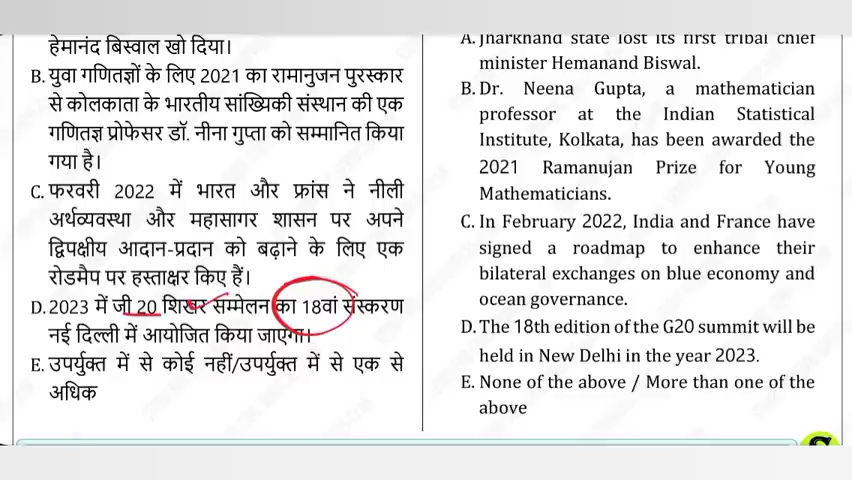 हेमानंद बिस्वाल खो दिया।
B. युवा गणितज्ञों के लिए 2021 का रामानुजन पुरस्कार
से कोलकाता के भारतीय सांख्यिकी संस्थान की एक
गणितज्ञ प्रोफेसर डॉ. नीना गुप्ता को सम्मानित किया
गया है।
C. फरवरी 2022 में भारत और फ्रांस ने नीली
अर्थव्यवस्था और महासागर शासन पर अपने
द्विपक्षीय आदान-प्रदान को बढ़ाने के लिए एक
रोडमैप पर हस्ताक्षर किए हैं।
D. 2023 में जी 20 शिखर सम्मेलन का 18वां संस्करण
नई दिल्ली में आयोजित किया जाएगा।
E. उपर्युक्त में से कोई नहीं/उपर्युक्त में से एक से
अधिक
A. Jharkhand state lost its first tribal chief
minister Hemanand Biswal.
B. Dr. Neena Gupta, a mathematician
professor at the Indian Statistical
Institute, Kolkata, has been awarded the
2021 Ramanujan Prize for Young
Mathematicians.
C. In February 2022, India and France have
signed a roadmap to enhance their
bilateral exchanges on blue economy and
ocean governance.
D. The 18th edition of the G20 summit will be
held in New Delhi in the year 2023.
E. None of the above / More than one of the
above